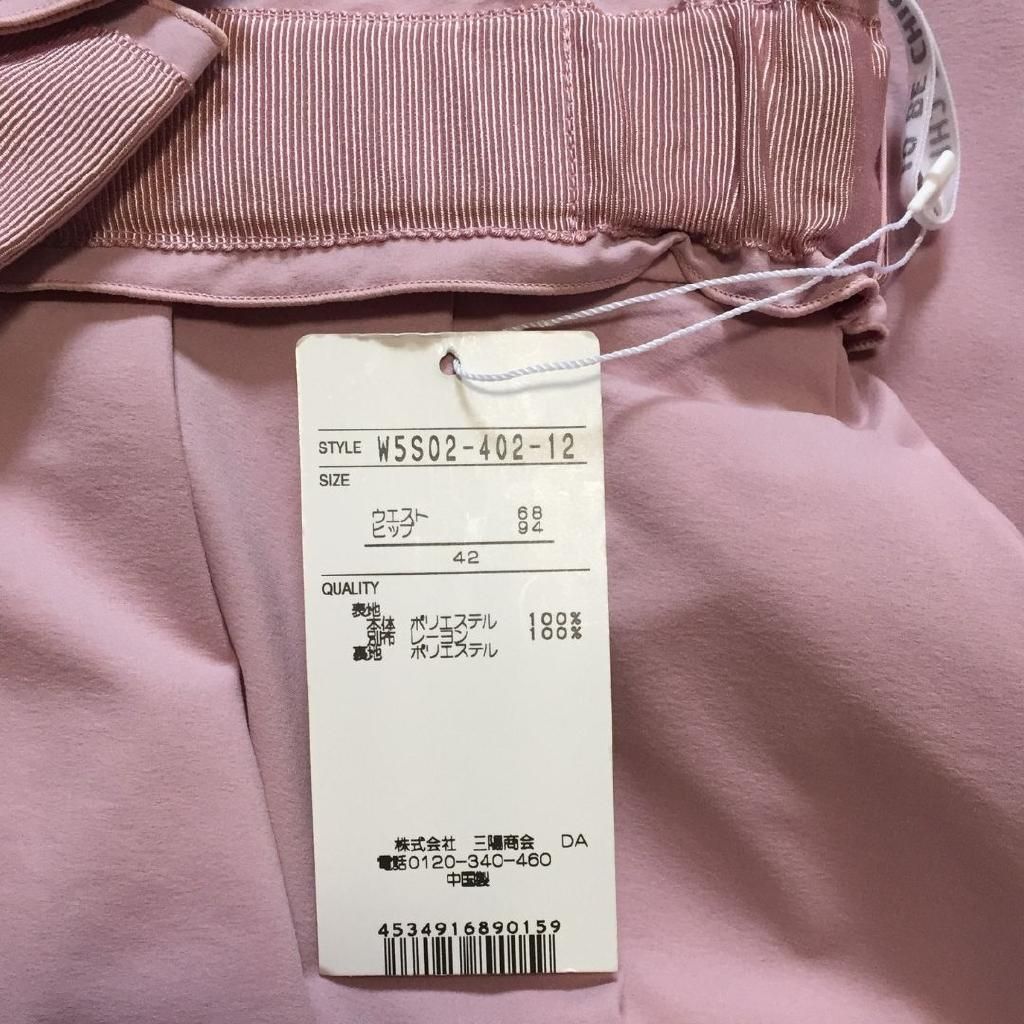 DE CHI
STYLE W5S02-402-12
SIZE
ウエスト 68
ヒップ 94
42
QUALITY
表地
本体 ポリエステル 100%
別布 レーヨン 100%
裏地 ポリエステル
株式会社 三陽商会 DA
電話0120-340-460
中国製
4534916890159